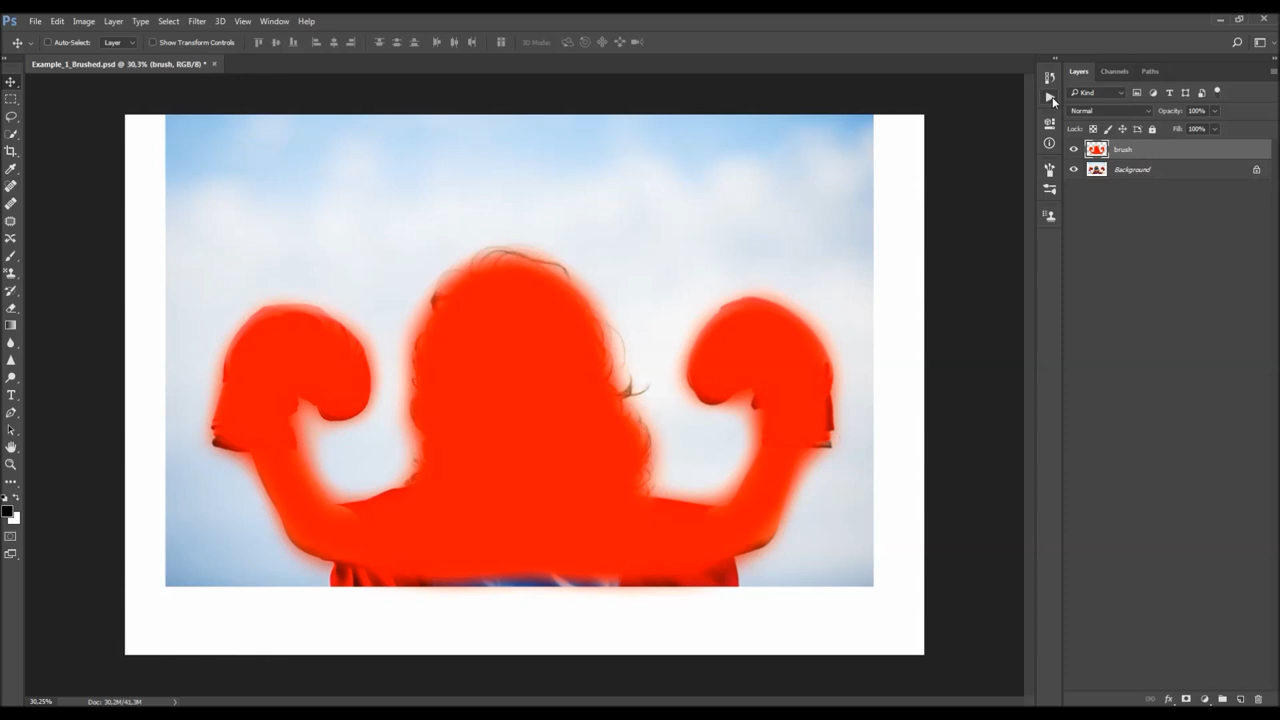 Ps File Edit Image Layer Type Select Filter 3D View Window Help
Auto-Select: Layer Show Transform Controls 3D Mode:
Example_1_Brushed.psd @ 30,3% (brush, RGB/8) * ×
Layers Channels Paths
Kind
Normal Opacity: 100%
Lock: Fill: 100%
brush
Background
30,25% Doc: 30,2M/41,3M